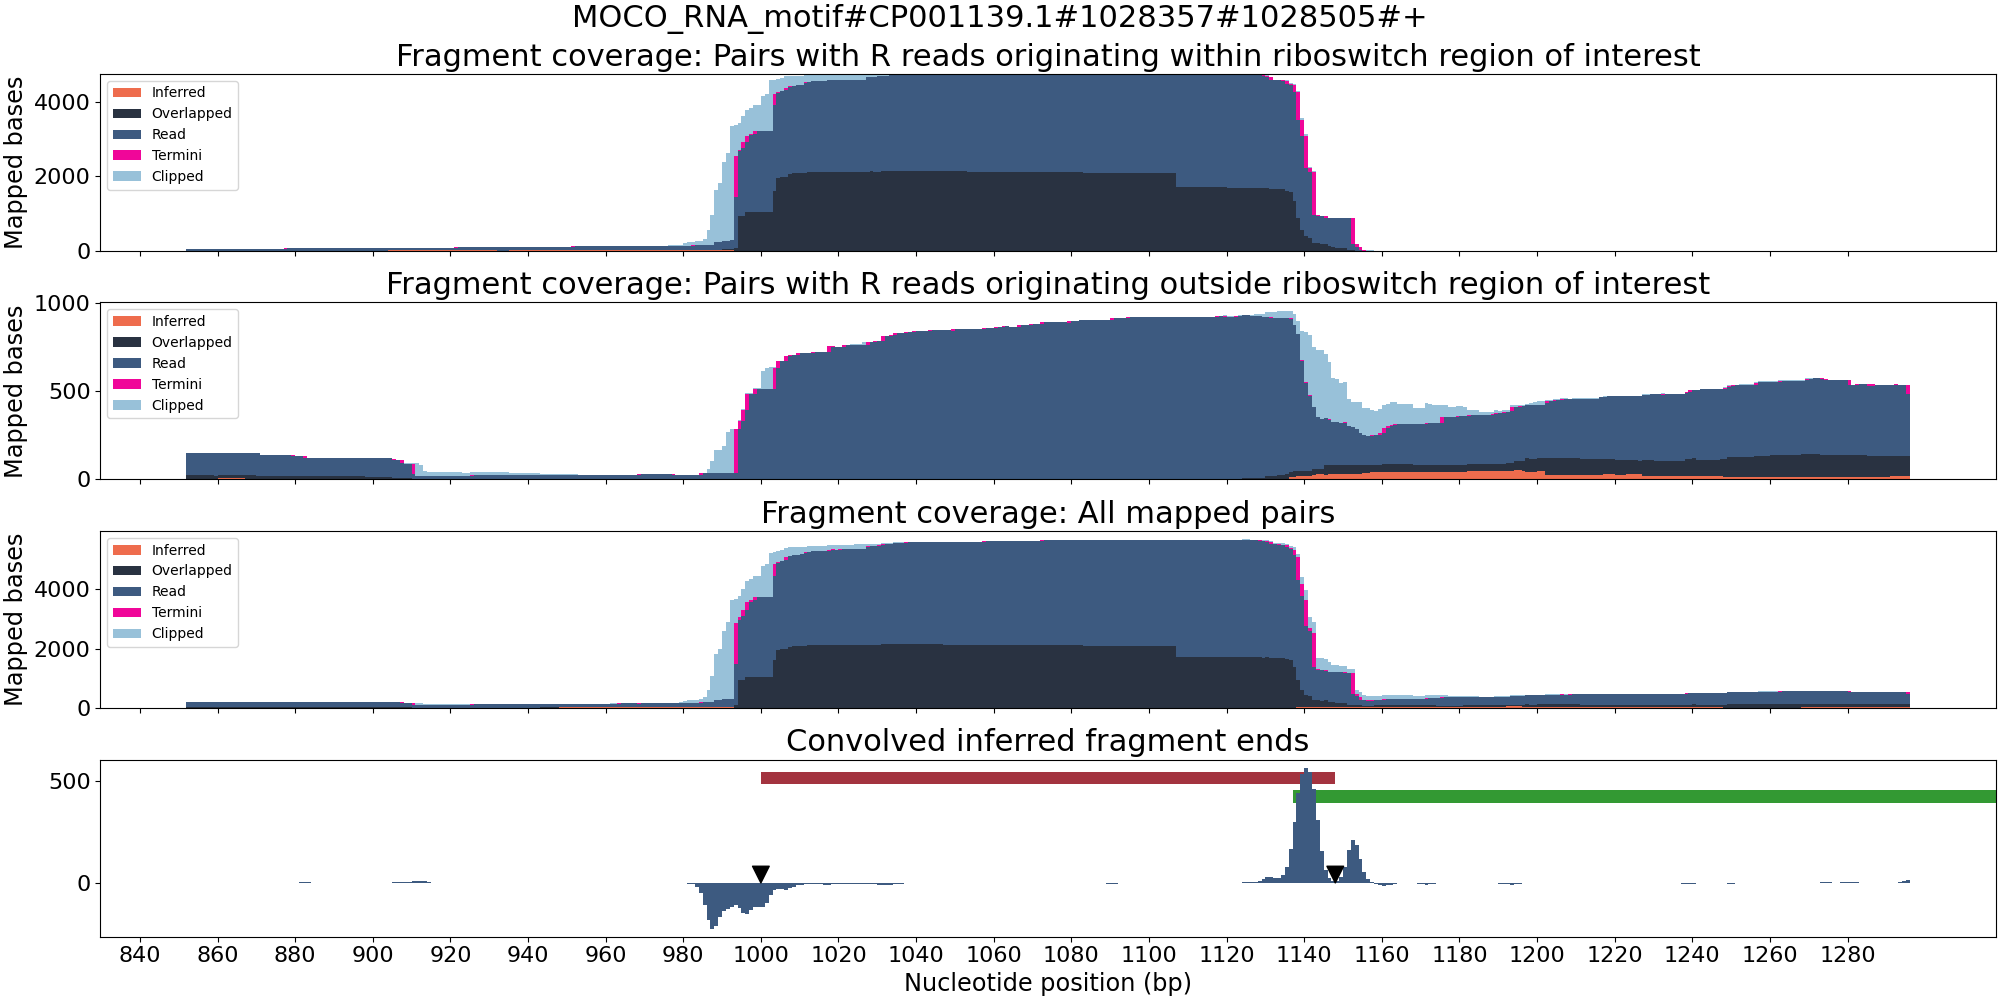 MOCO_RNA_motif#CP001139.1#1028357#1028505#+
Fragment coverage: Pairs with R reads originating within riboswitch region of interest
Mapped bases
4000
2000
0
Inferred
Overlapped
Read
Termini
Clipped
Fragment coverage: Pairs with R reads originating outside riboswitch region of interest
Mapped bases
1000
500
0
Inferred
Overlapped
Read
Termini
Clipped
Fragment coverage: All mapped pairs
Mapped bases
4000
2000
0
Inferred
Overlapped
Read
Termini
Clipped
Convolved inferred fragment ends
500
0
840 860 880 900 920 940 960 980 1000 1020 1040 1060 1080 1100 1120 1140 1160 1180 1200 1220 1240 1260 1280
Nucleotide position (bp)